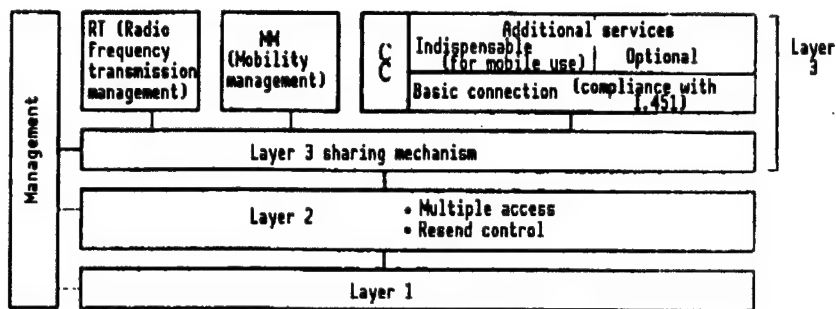 Management
RT (Radio
frequency
transmission
management)
MM
(Mobility
management)
CC
Additional services
Indispensable
(for mobile use)
Optional
Basic connection (compliance with
I.451)
Layer
3
Layer 3 sharing mechanism
Layer 2
• Multiple access
• Resend control
Layer 1